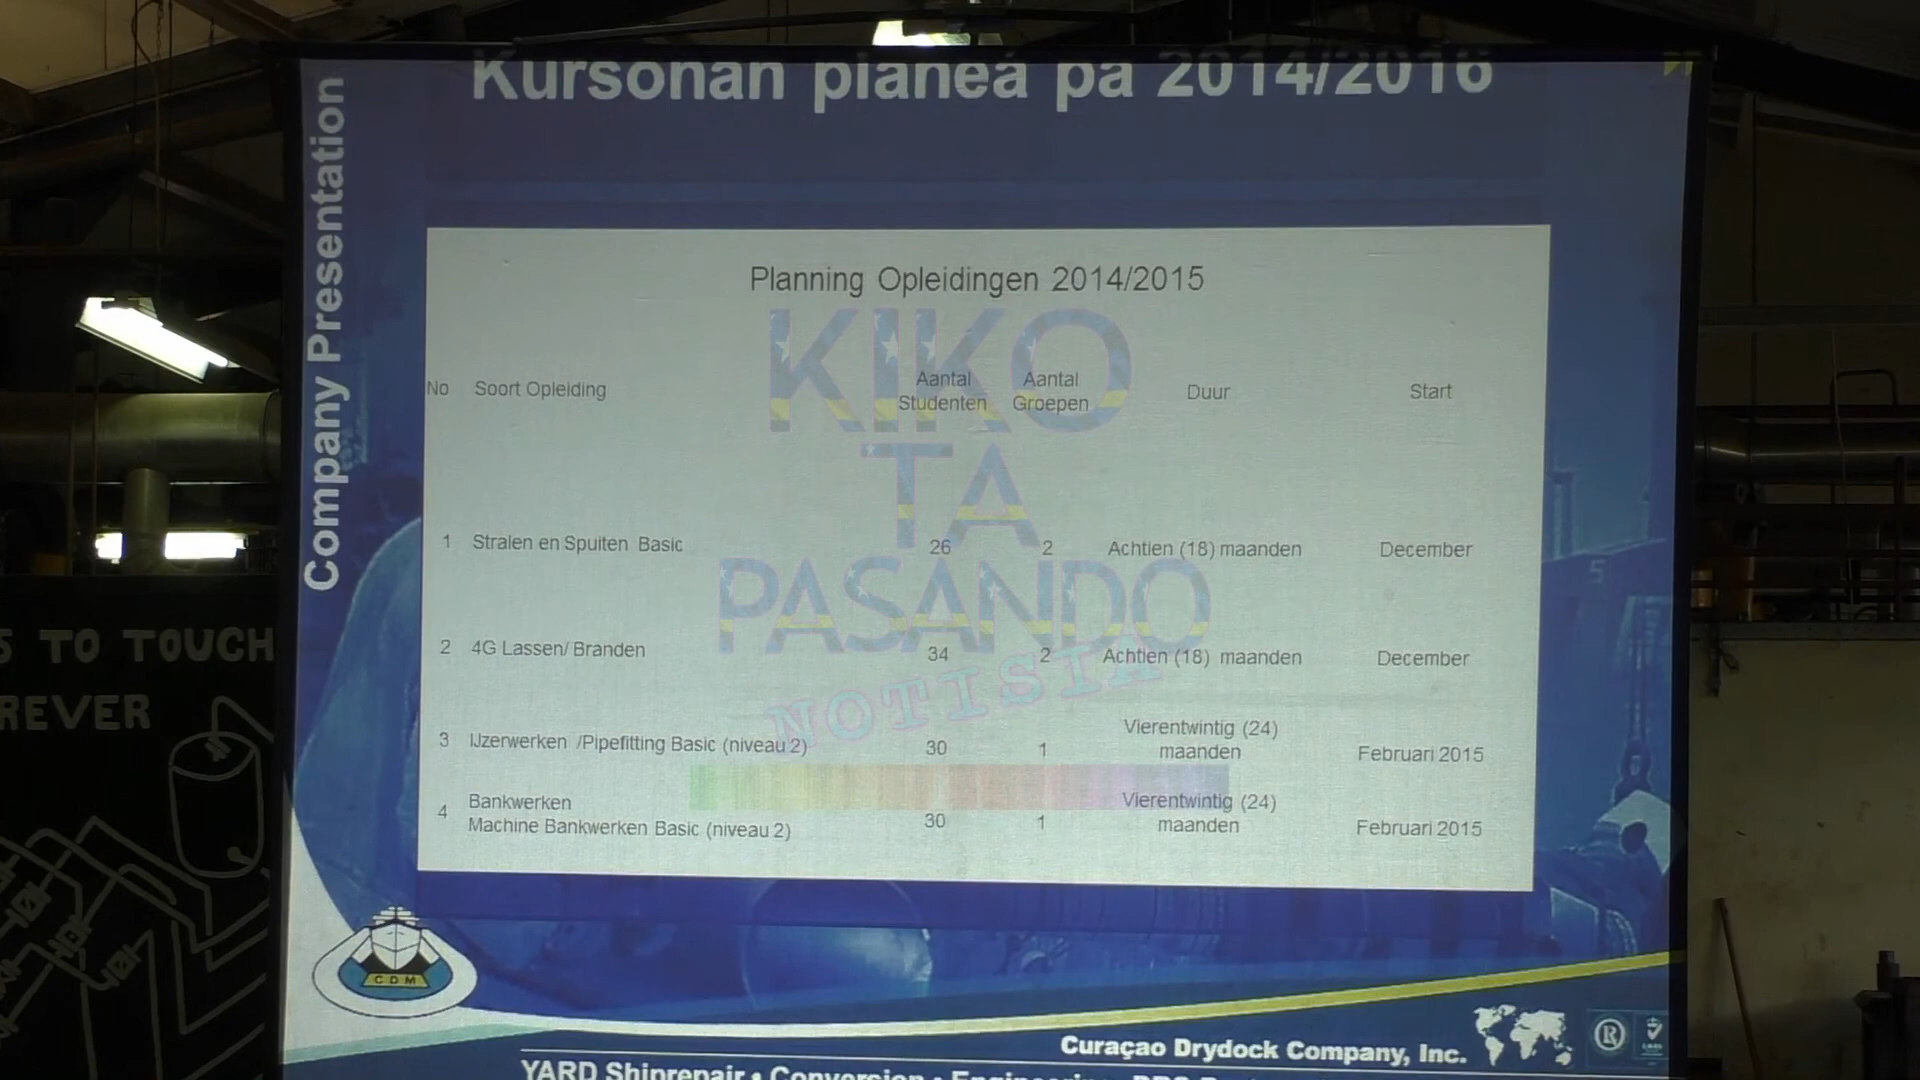 Kursonan planeá pa 2014/2016
Company Presentation
Planning Opleidingen 2014/2015
No Soort Opleiding Aantal Studenten Aantal Groepen Duur Start
1 Stralen en Spuiten Basic 26 2 Achtien (18) maanden December
2 4G Lassen/ Branden 34 2 Achtien (18) maanden December
3 IJzerwerken /Pipefitting Basic (niveau 2) 30 1 Vierentwintig (24) maanden Februari 2015
4 Bankwerken Machine Bankwerken Basic (niveau 2) 30 1 Vierentwintig (24) maanden Februari 2015
KIKO
TA
PASANDO
NOTISIA
TO TOUCH
CDM
Curaçao Drydock Company, Inc.
YARD Shiprepair • Conversion •